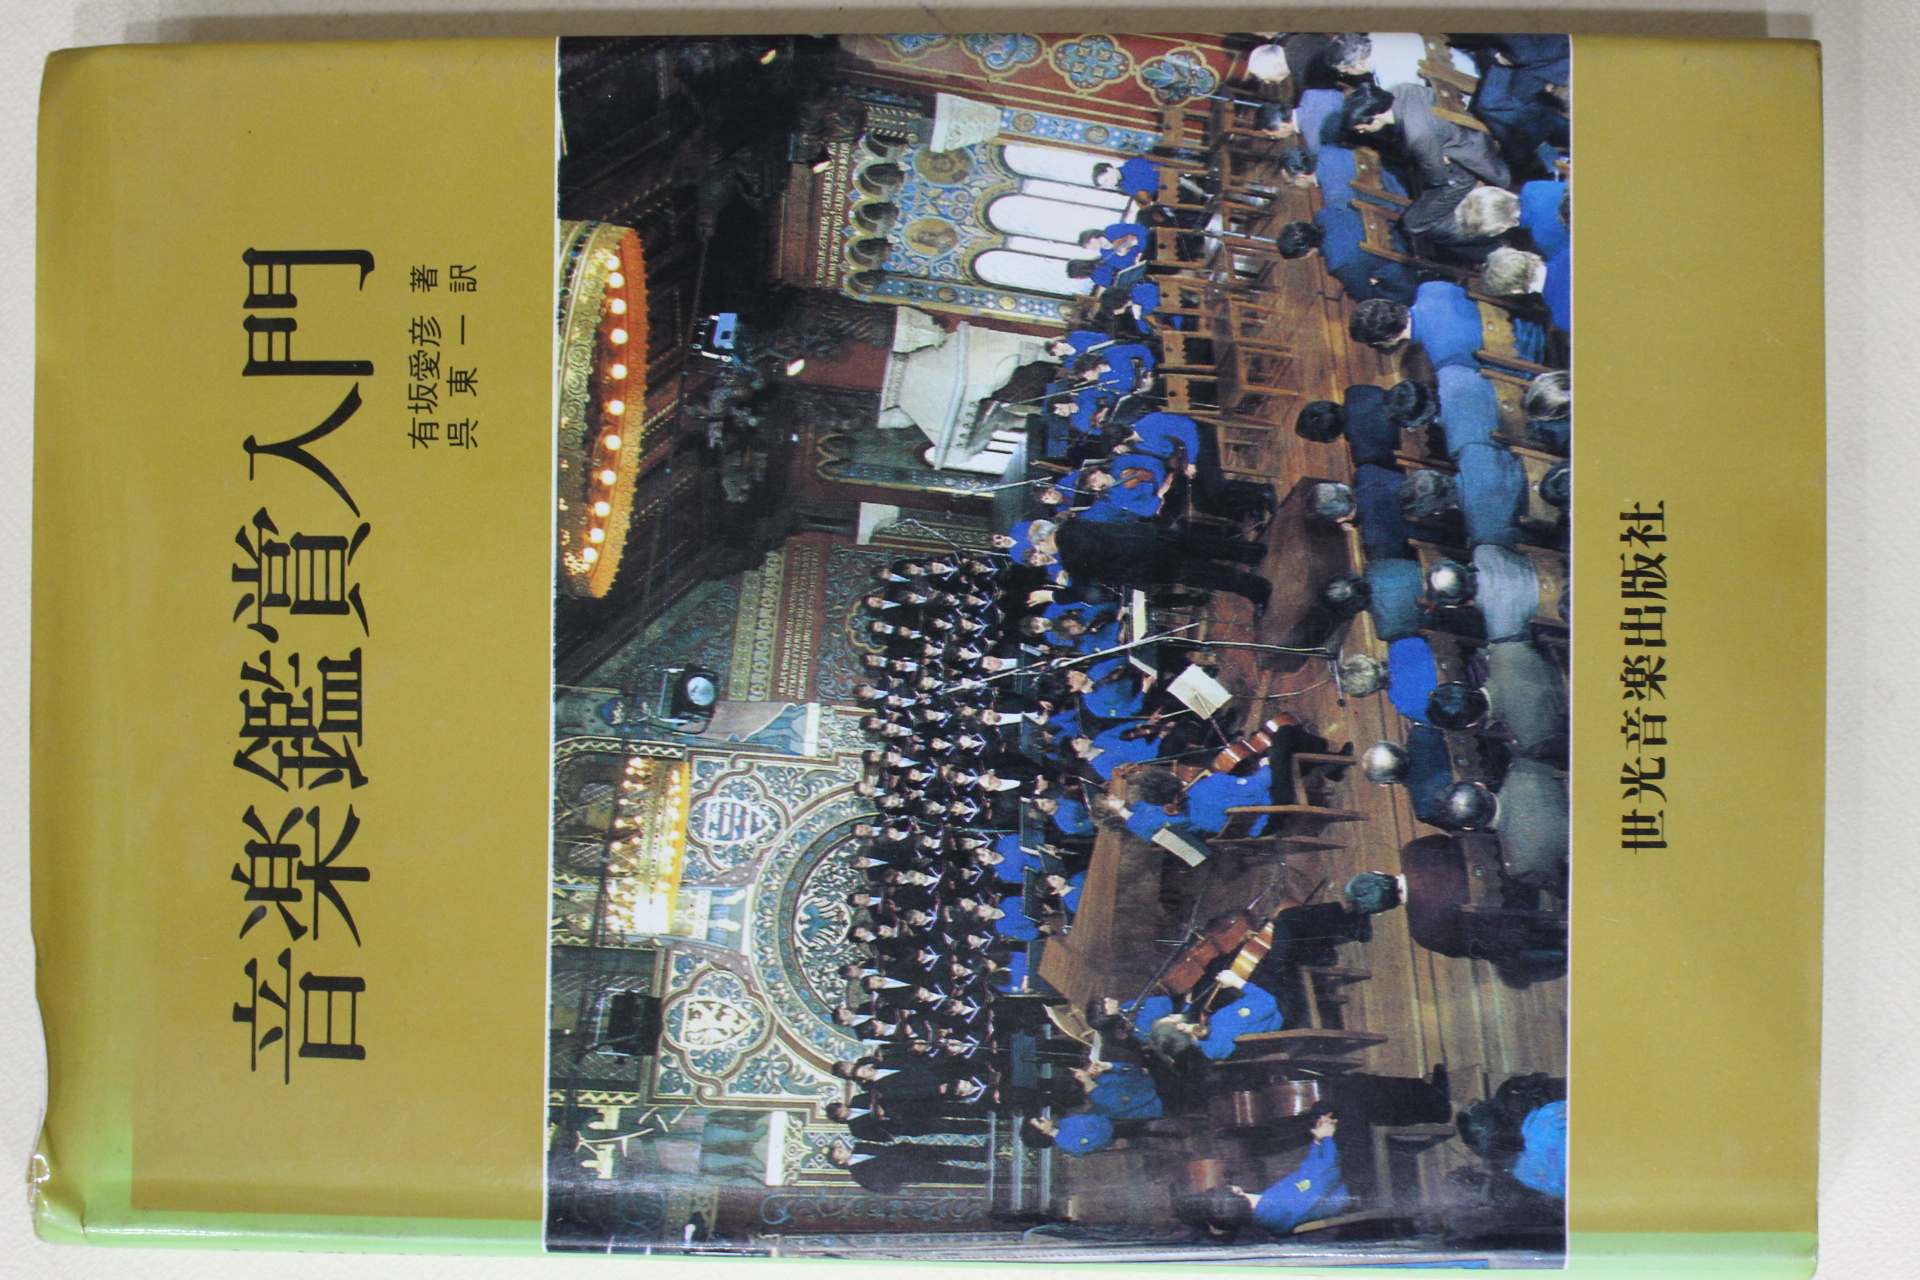 音楽鑑賞入門
有坂愛彦 著
呉東一 訳
世光音楽出版社